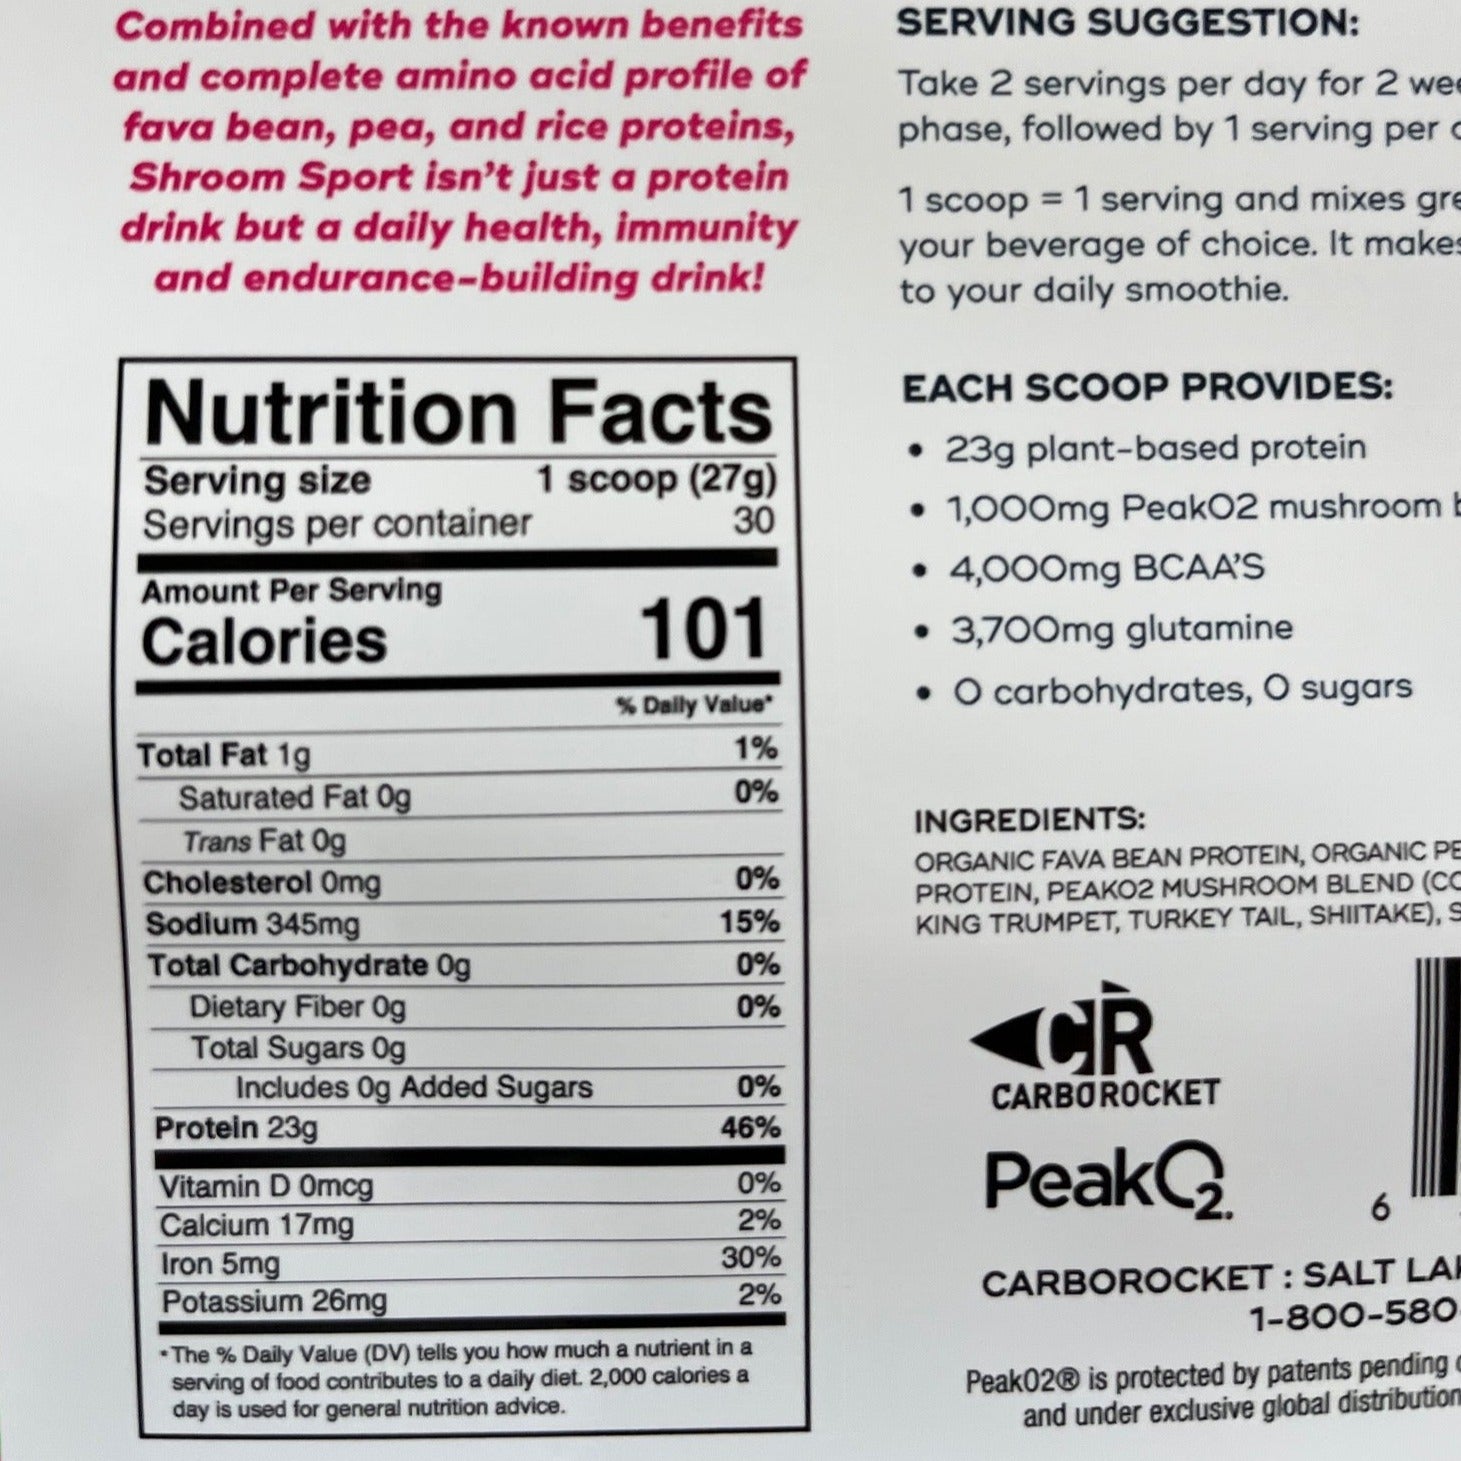 Combined with the known benefits
and complete amino acid profile of
fava bean, pea, and rice proteins,
Shroom Sport isn't just a protein
drink but a daily health, immunity
and endurance-building drink!
Nutrition Facts
Serving size 1 scoop (27g)
Servings per container 30
Amount Per Serving
Calories 101
% Daily Value*
Total Fat 1g 1%
Saturated Fat 0g 0%
Trans Fat 0g
Cholesterol 0mg 0%
Sodium 345mg 15%
Total Carbohydrate 0g 0%
Dietary Fiber 0g 0%
Total Sugars 0g
Includes 0g Added Sugars 0%
Protein 23g 46%
Vitamin D 0mcg 0%
Calcium 17mg 2%
Iron 5mg 30%
Potassium 26mg 2%
*The % Daily Value (DV) tells you how much a nutrient in a
serving of food contributes to a daily diet. 2,000 calories a
day is used for general nutrition advice.
SERVING SUGGESTION:
Take 2 servings per day for 2
phase, followed by 1 serving per
1 scoop = 1 serving and mixes
your beverage of choice. It makes
to your daily smoothie.
EACH SCOOP PROVIDES:
• 23g plant-based protein
• 1,000mg PeakO2 mushroom
• 4,000mg BCAA'S
• 3,700mg glutamine
• 0 carbohydrates, 0 sugars
INGREDIENTS:
ORGANIC FAVA BEAN PROTEIN, ORGANIC
PROTEIN, PEAKO2 MUSHROOM BLEND
KING TRUMPET, TURKEY TAIL, SHIITAKE),
CR
CARBOROCKET
PeakO2.
6
CARBOROCKET : SALT
1-800-580
PeakO2® is protected by patents pending
and under exclusive global distribution